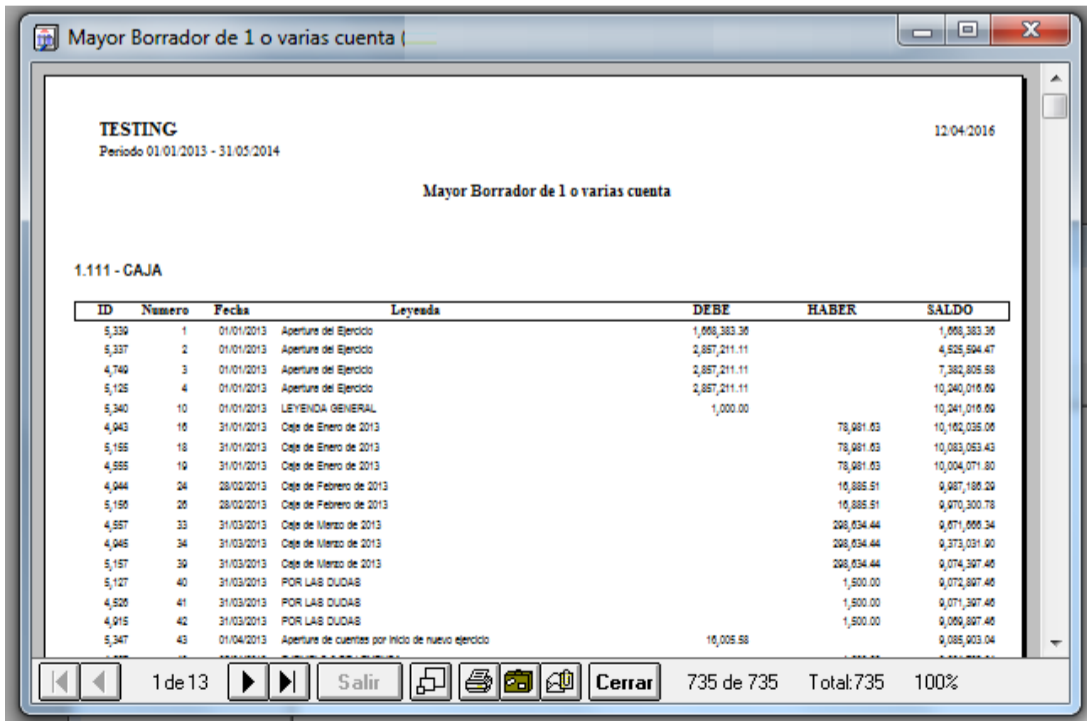 Mayor Borrador de 1 o varias cuenta (
TESTING 12/04/2016
Periodo 01/01/2013 - 31/05/2014
Mayor Borrador de 1 o varias cuenta
1.111 - CAJA
ID Numero Fecha Leyenda DEBE HABER SALDO
5,339 1 01/01/2013 Aperture del Ejercicio 1,668,383.36 1,668,383.36
5,337 2 01/01/2013 Aperture del Ejercicio 2,857,211.11 4,525,594.47
4,749 3 01/01/2013 Aperture del Ejercicio 2,857,211.11 7,382,805.58
5,125 4 01/01/2013 Aperture del Ejercicio 2,857,211.11 10,240,016.69
5,340 10 01/01/2013 LEYENDA GENERAL 1,000.00 10,241,016.69
4,943 16 31/01/2013 Caja de Enero de 2013 78,981.63 10,162,035.06
5,155 18 31/01/2013 Caja de Enero de 2013 78,981.63 10,083,053.43
4,555 19 31/01/2013 Caja de Enero de 2013 78,981.63 10,004,071.80
4,944 24 28/02/2013 Caja de Febrero de 2013 16,885.51 9,987,186.29
5,156 26 28/02/2013 Caja de Febrero de 2013 16,885.51 9,970,300.78
4,557 33 31/03/2013 Caja de Marzo de 2013 298,634.44 9,671,666.34
4,945 34 31/03/2013 Caja de Marzo de 2013 298,634.44 9,373,031.90
5,157 39 31/03/2013 Caja de Marzo de 2013 298,634.44 9,074,397.46
5,127 40 31/03/2013 POR LAS DUDAS 1,500.00 9,072,897.46
4,526 41 31/03/2013 POR LAS DUDAS 1,500.00 9,071,397.46
4,915 42 31/03/2013 POR LAS DUDAS 1,500.00 9,069,897.46
5,347 43 01/04/2013 Aperture de cuentes por inicio de nuevo ejercicio 16,005.58 9,085,903.04
1 de 13 Salir Cerrar 735 de 735 Total:735 100%